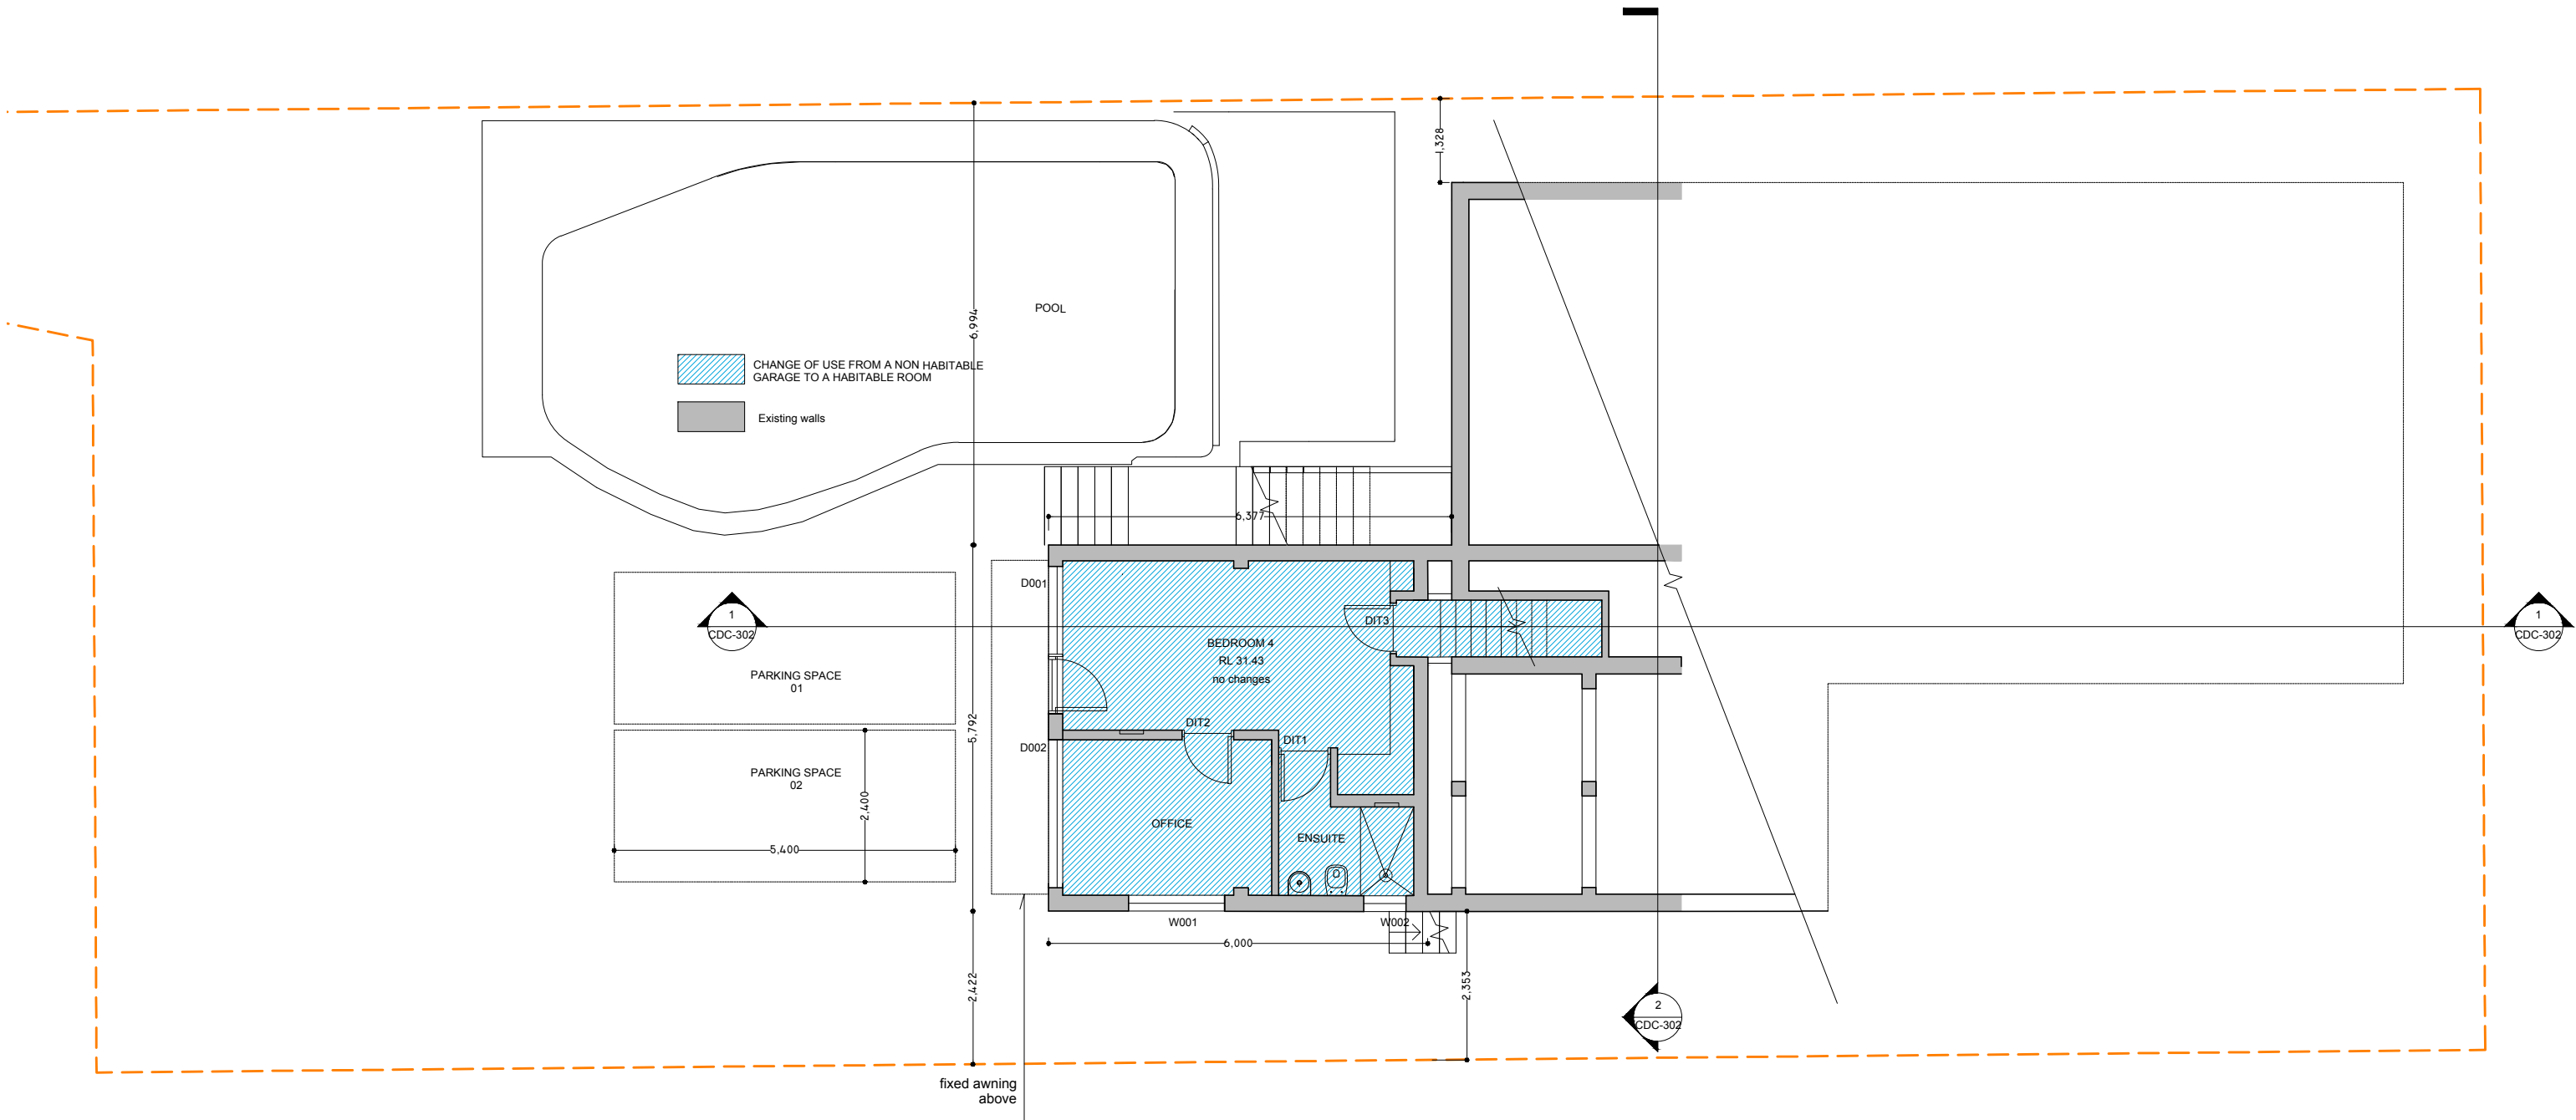 1,328
POOL
6,994
CHANGE OF USE FROM A NON HABITABLE
GARAGE TO A HABITABLE ROOM
Existing walls
6,377
D001
1
CDC-302
DIT3
1
CDC-302
BEDROOM 4
RL 31.43
no changes
PARKING SPACE
01
DIT2
5,792
DIT1
D002
PARKING SPACE
02
2,400
OFFICE
ENSUITE
5,400
W001
W002
6,000
2,422
2,353
2
CDC-302
fixed awning
above